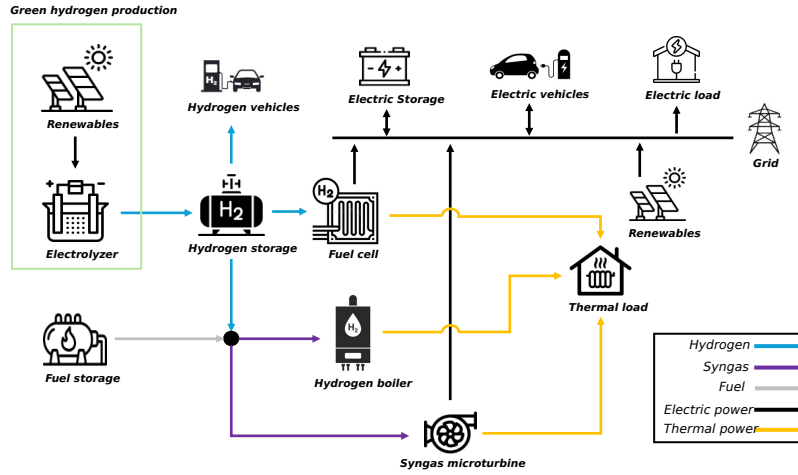 Green hydrogen production
Renewables
Hydrogen vehicles
Electric Storage
Electric vehicles
Electric load
Grid
+ −
H2
- +
H2
H2
Electrolyzer
Hydrogen storage
Fuel cell
Renewables
Thermal load
H2
Fuel storage
Hydrogen boiler
Syngas microturbine
Hydrogen
Syngas
Fuel
Electric power
Thermal power